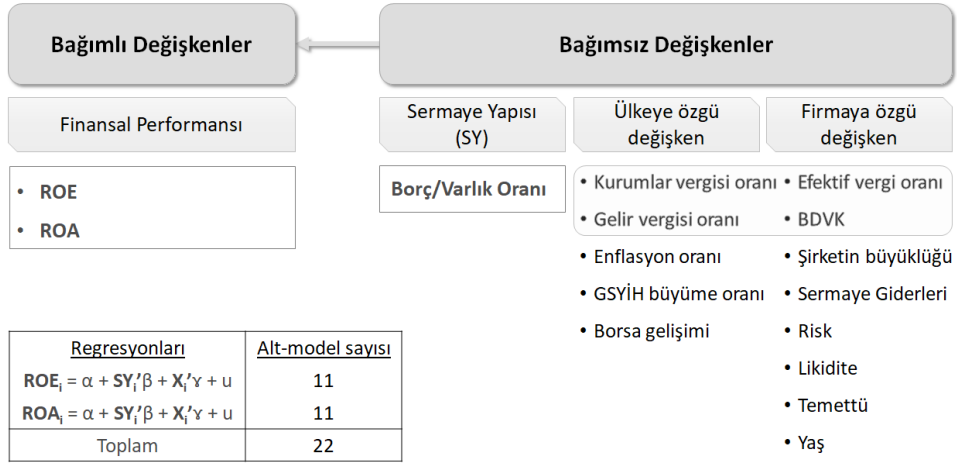 Bağımlı Değişkenler
Bağımsız Değişkenler
Finansal Performansı
• ROE
• ROA
Sermaye Yapısı
(SY)
Borç/Varlık Oranı
Ülkeye özgü
değişken
• Kurumlar vergisi oranı
• Gelir vergisi oranı
• Enflasyon oranı
• GSYİH büyüme oranı
• Borsa gelişimi
Firmaya özgü
değişken
• Efektif vergi oranı
• BDVK
• Şirketin büyüklüğü
• Sermaye Giderleri
• Risk
• Likidite
• Temettü
• Yaş
Regresyonları Alt-model sayısı
ROEi = α + SYi’β + Xi’ɤ + u 11
ROAi = α + SYi’β + Xi’ɤ + u 11
Toplam 22